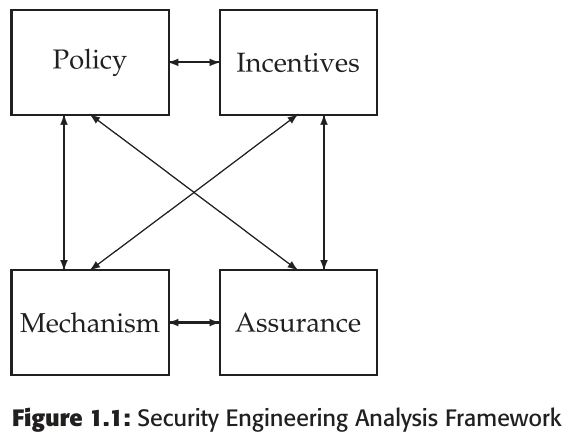 Policy
Incentives
Mechanism
Assurance
Figure 1.1: Security Engineering Analysis Framework